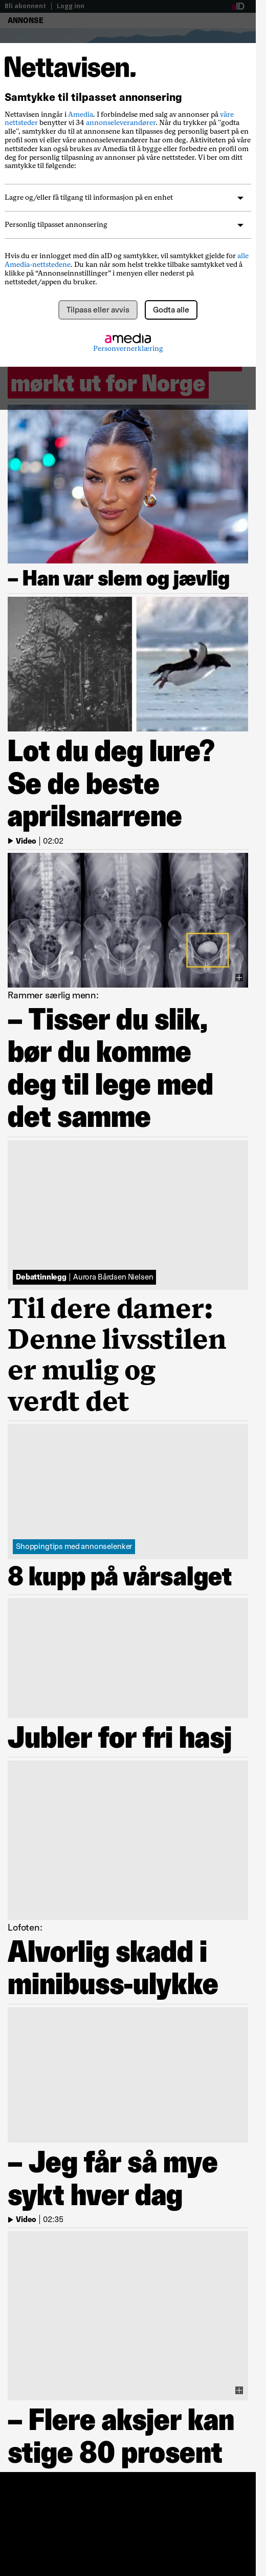 Bli abonnent | Logg inn
aID
ANNONSE
Nettavisen.
Samtykke til tilpasset annonsering
Nettavisen inngår i Amedia. I forbindelse med salg av annonser på våre
nettsteder benytter vi 34 annonseleverandører. Når du trykker på "godta
alle", samtykker du til at annonsene kan tilpasses deg personlig basert på en
profil som vi eller våre annonseleverandører har om deg. Aktiviteten på våre
nettsteder kan også brukes av Amedia til å bygge eller forbedre en profil om
deg for personlig tilpasning av annonser på våre nettsteder. Vi ber om ditt
samtykke til følgende:
Lagre og/eller få tilgang til informasjon på en enhet
Personlig tilpasset annonsering
Hvis du er innlogget med din aID og samtykker, vil samtykket gjelde for alle
Amedia-nettstedene. Du kan når som helst trekke tilbake samtykket ved å
klikke på “Annonseinnstillinger” i menyen eller nederst på
nettstedet/appen du bruker.
Tilpass eller avvis
Godta alle
amedia
Personvernerklæring
mørkt ut for Norge
– Han var slem og jævlig
Lot du deg lure?
Se de beste
aprilsnarrene
Video | 02:02
Rammer særlig menn:
– Tisser du slik,
bør du komme
deg til lege med
det samme
Debattinnlegg | Aurora Bårdsen Nielsen
Til dere damer:
Denne livsstilen
er mulig og
verdt det
Shoppingtips med annonselenker
8 kupp på vårsalget
Jubler for fri hasj
Lofoten:
Alvorlig skadd i
minibuss-ulykke
– Jeg får så mye
sykt hver dag
Video | 02:35
– Flere aksjer kan
stige 80 prosent